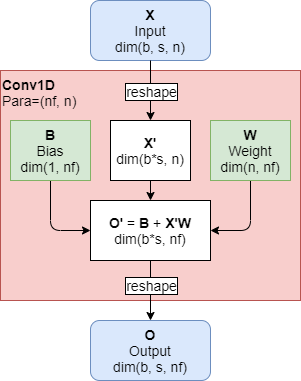 X
Input
dim(b, s, n)
reshape
Conv1D
Para=(nf, n)
B
Bias
dim(1, nf)
X'
dim(b*s, n)
W
Weight
dim(n, nf)
O' = B + X'W
dim(b*s, nf)
reshape
O
Output
dim(b, s, nf)